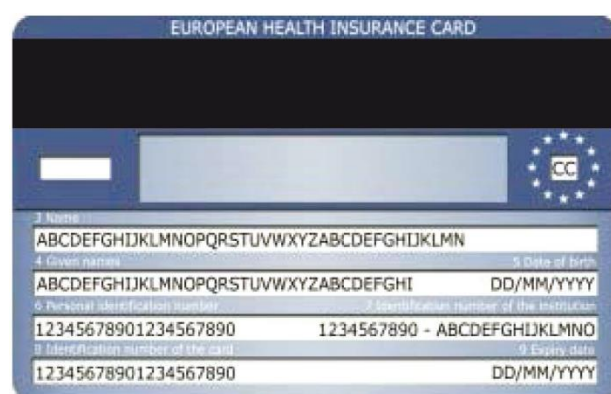 EUROPEAN HEALTH INSURANCE CARD
CC
3 Name
ABCDEFGHIJKLMNOPQRSTUVWXYZABCDEFGHIJKLMN
4 Given names 5 Date of birth
ABCDEFGHIJKLMNOPQRSTUVWXYZABCDEFGHI DD/MM/YYYY
6 Personal identification number 7 Identification number of the institution
12345678901234567890 1234567890 - ABCDEFGHIJKLMNO
8 Identification number of the card 9 Expiry date
12345678901234567890 DD/MM/YYYY